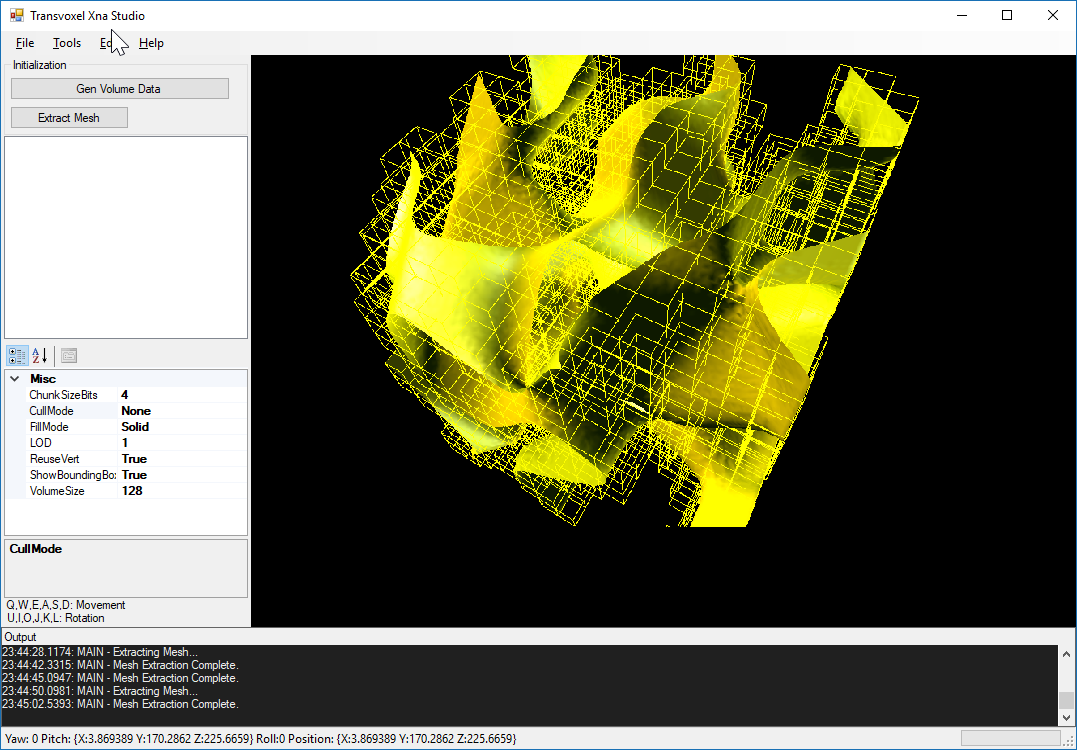 Transvoxel Xna Studio
File Tools Help
Initialization
Gen Volume Data
Extract Mesh
Misc
ChunkSizeBits 4
CullMode None
FillMode Solid
LOD 1
ReuseVert True
ShowBoundingBo True
VolumeSize 128
CullMode
Q,W,E,A,S,D: Movement
U,I,O,J,K,L: Rotation
Output
23:44:28.1174: MAIN - Extracting Mesh...
23:44:42.3315: MAIN - Mesh Extraction Complete.
23:44:45.0947: MAIN - Mesh Extraction Complete.
23:44:50.0981: MAIN - Extracting Mesh...
23:45:02.5393: MAIN - Mesh Extraction Complete.
Yaw: 0 Pitch: {X:3.869389 Y:170.2862 Z:225.6659} Roll:0 Position: {X:3.869389 Y:170.2862 Z:225.6659}